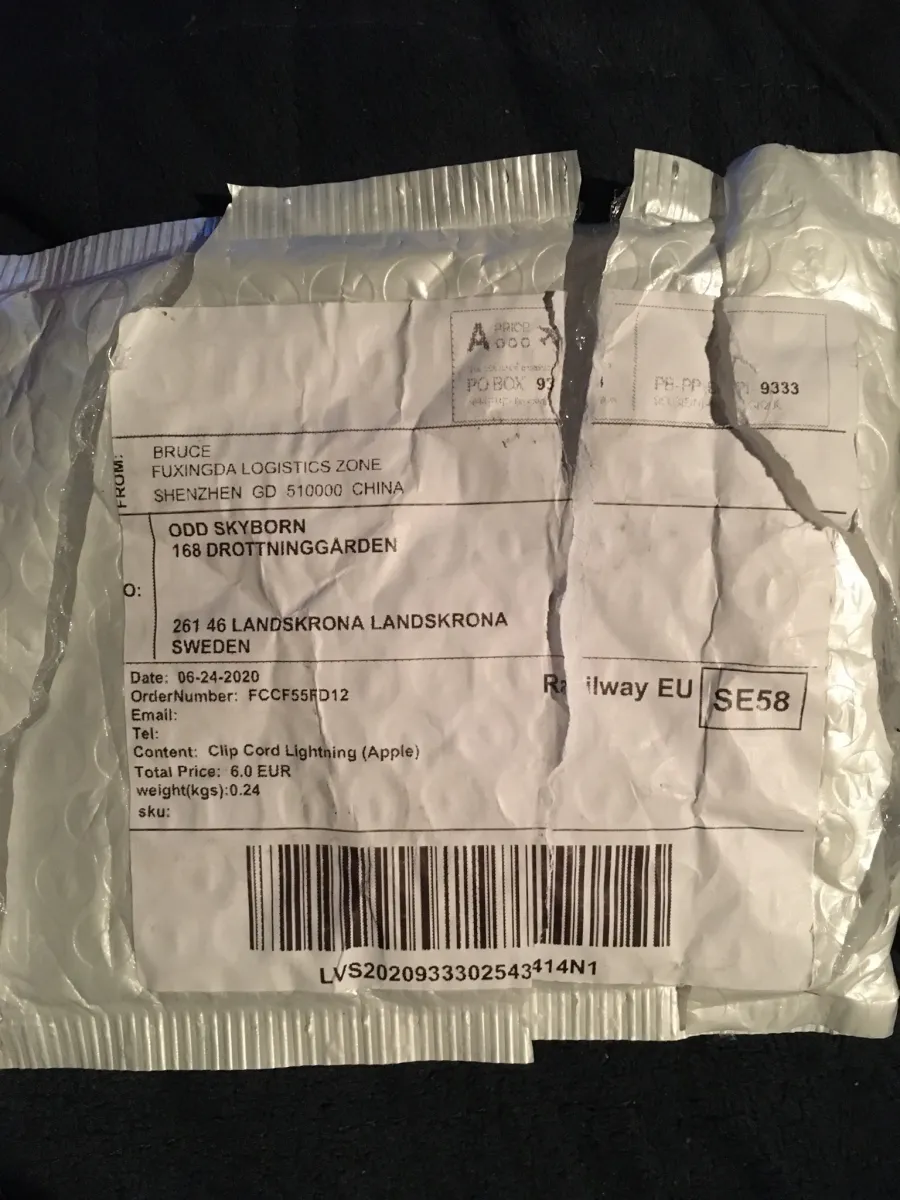 A PRIOR
PO BOX 93
PB-PP 9333
FROM:
BRUCE
FUXINGDA LOGISTICS ZONE
SHENZHEN GD 510000 CHINA
O:
ODD SKYBORN
168 DROTTNINGGARDEN
261 46 LANDSKRONA LANDSKRONA
SWEDEN
Date: 06-24-2020
OrderNumber: FCCF55FD12
Email:
Tel:
Content: Clip Cord Lightning (Apple)
Total Price: 6.0 EUR
weight(kgs):0.24
sku:
Railway EU SE58
LVS2020933302543414N1